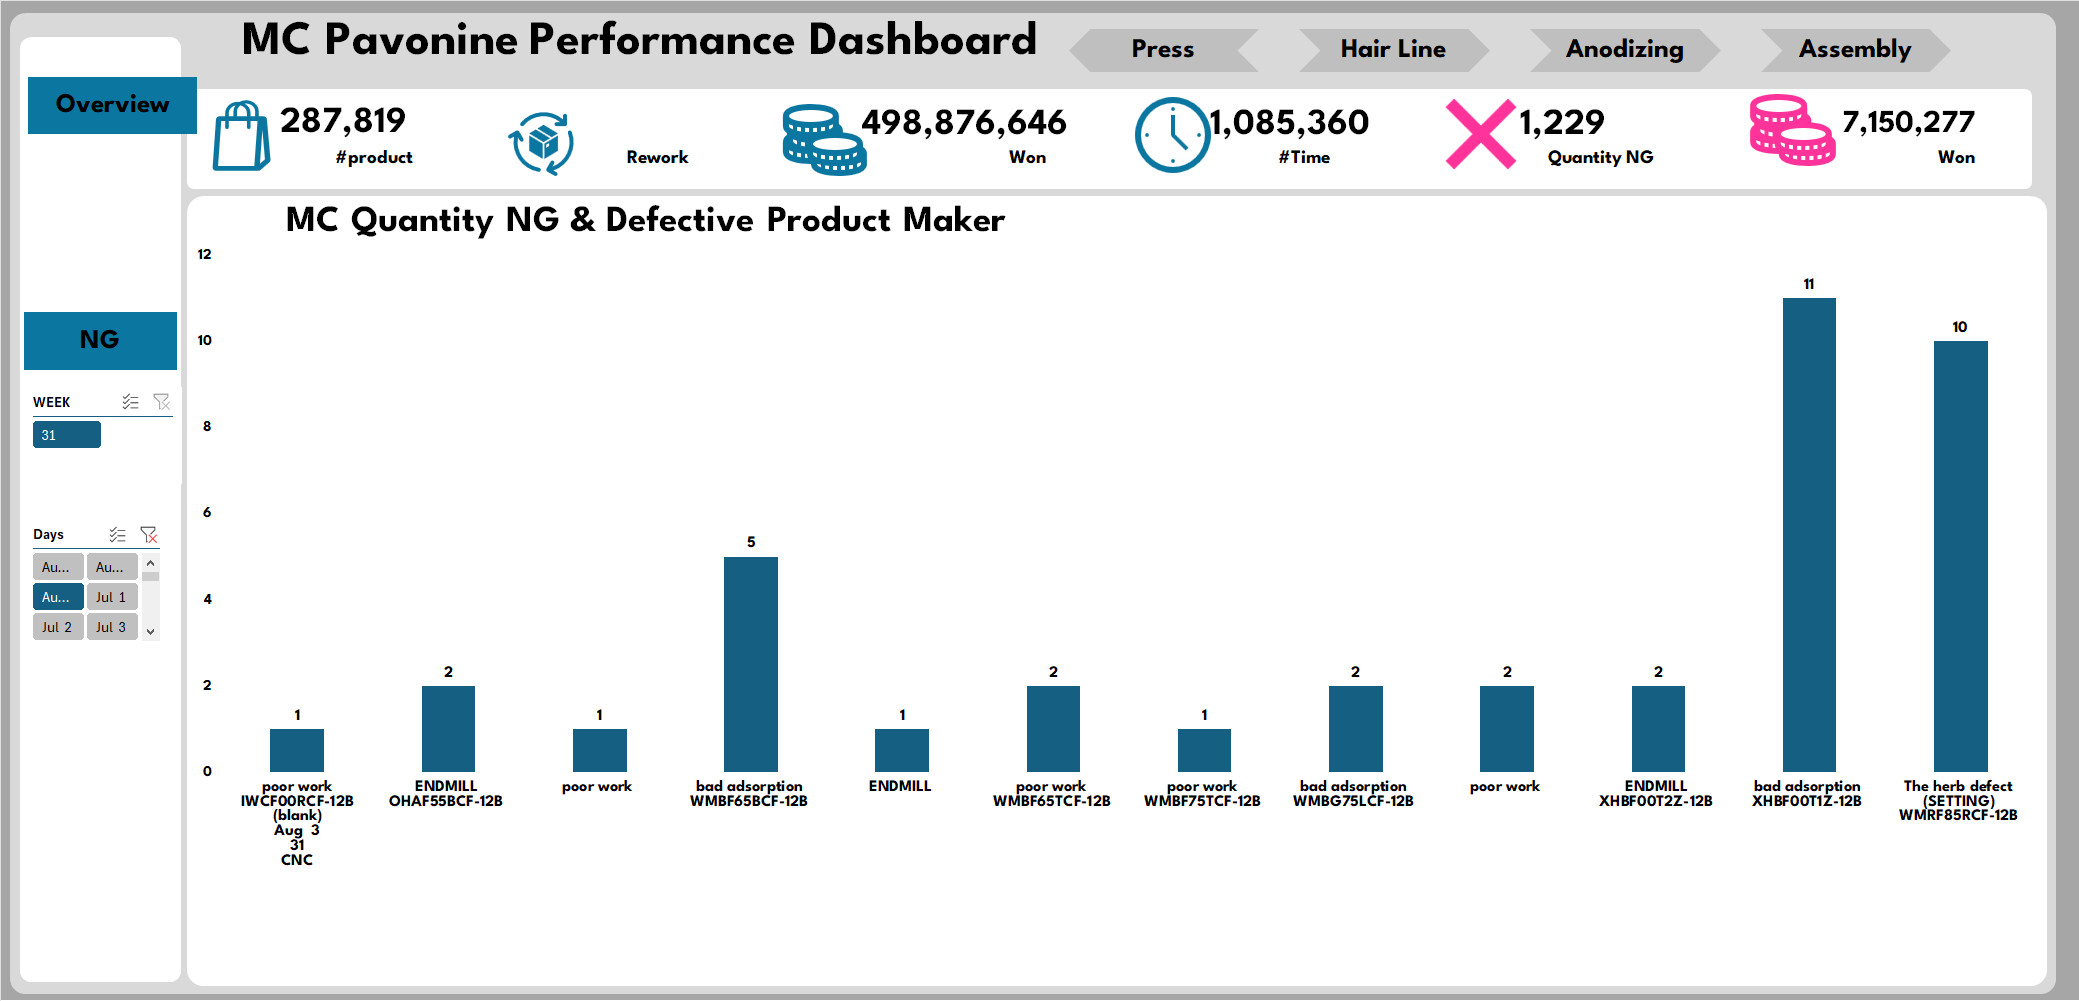 MC Pavonine Performance Dashboard
Press
Hair Line
Anodizing
Assembly
Overview
287,819
#product
Rework
498,876,646
Won
1,085,360
#Time
1,229
Quantity NG
7,150,277
Won
NG
WEEK
31
Days
Au...
Au...
Au...
Jul 1
Jul 2
Jul 3
MC Quantity NG & Defective Product Maker
12
10
8
6
4
2
0
1
2
1
5
1
2
1
2
2
2
11
10
poor work
IWCF00RCF-12B
(blank)
Aug 3
31
CNC
ENDMILL
OHAF55BCF-12B
poor work
bad adsorption
WMBF65BCF-12B
ENDMILL
poor work
WMBF65TCF-12B
poor work
WMBF75TCF-12B
bad adsorption
WMBG75LCF-12B
poor work
ENDMILL
XHBF00T2Z-12B
bad adsorption
XHBF00T1Z-12B
The herb defect
(SETTING)
WMRF85RCF-12B